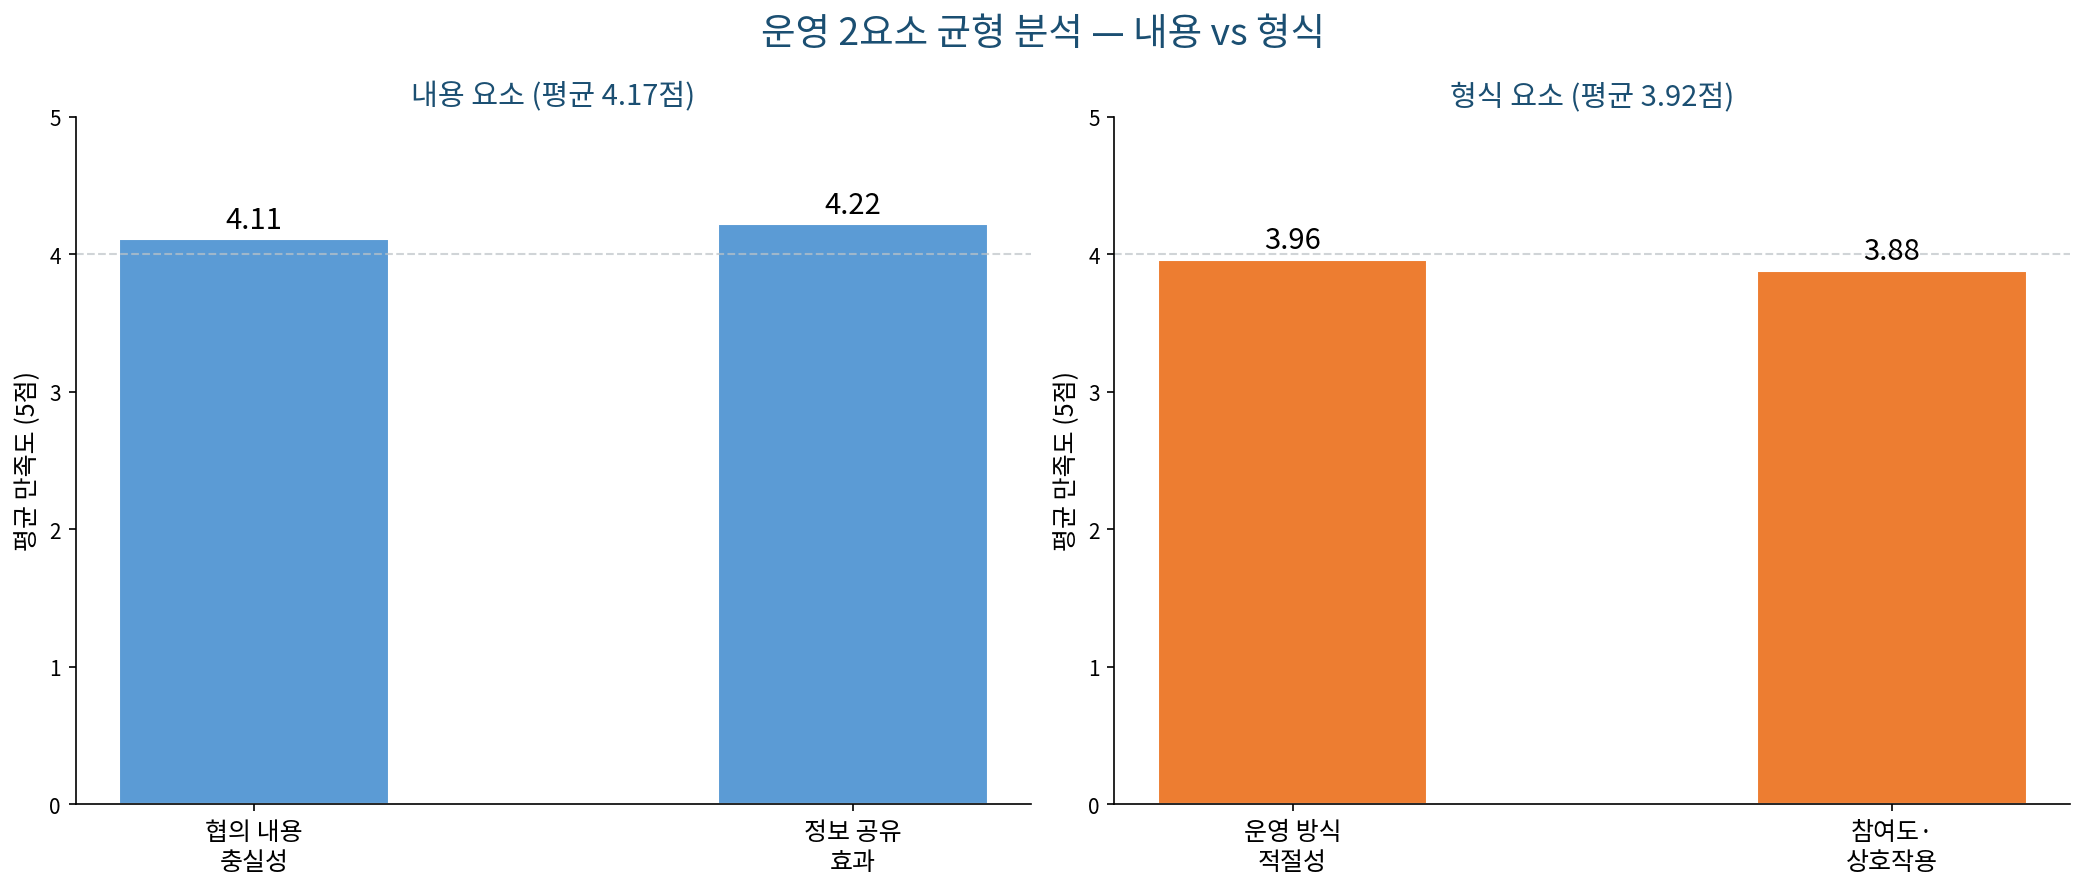 운영 2요소 균형 분석 — 내용 vs 형식
내용 요소 (평균 4.17점)
평균 만족도 (5점)
5
4
3
2
1
0
4.11
4.22
협의 내용
충실성
정보 공유
효과
형식 요소 (평균 3.92점)
평균 만족도 (5점)
5
4
3
2
1
0
3.96
3.88
운영 방식
적절성
참여도·
상호작용